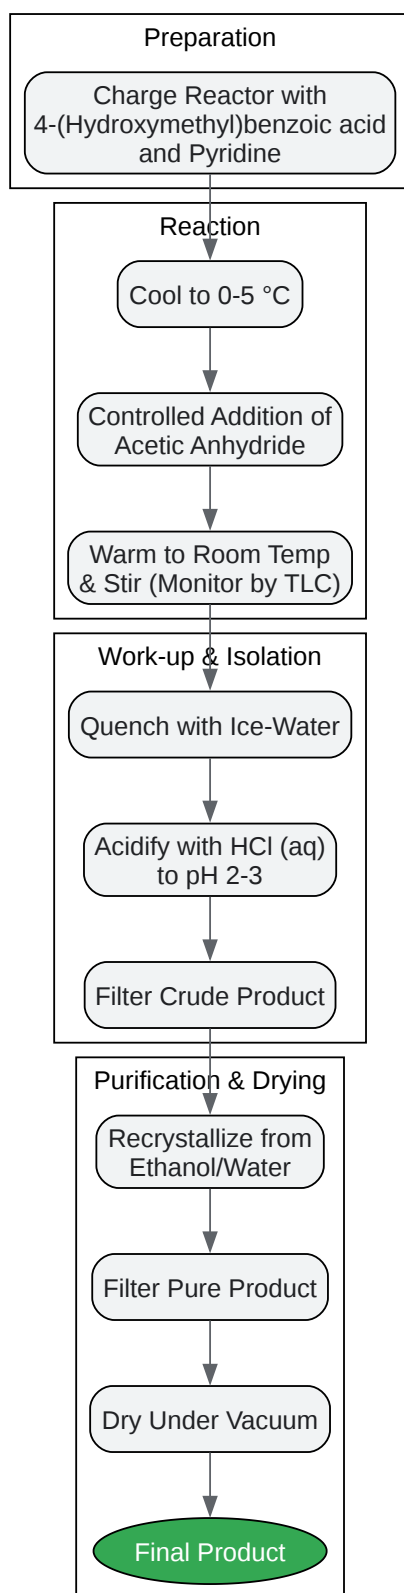 Preparation
Charge Reactor with
4-(Hydroxymethyl)benzoic acid
and Pyridine
Reaction
Cool to 0-5 °C
Controlled Addition of
Acetic Anhydride
Warm to Room Temp
& Stir (Monitor by TLC)
Work-up & Isolation
Quench with Ice-Water
Acidify with HCl (aq)
to pH 2-3
Filter Crude Product
Purification & Drying
Recrystallize from
Ethanol/Water
Filter Pure Product
Dry Under Vacuum
Final Product